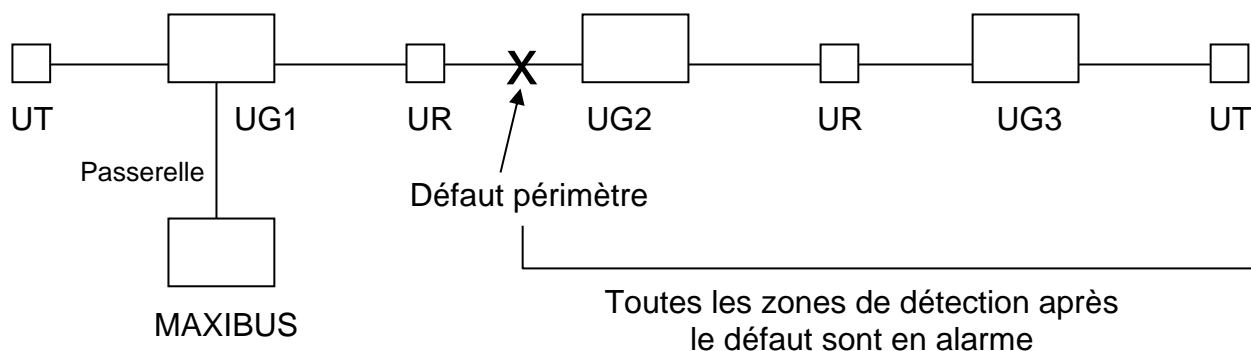 X
UT UG1 UR UG2 UR UG3 UT
Passerelle
Défaut périmètre
MAXIBUS
Toutes les zones de détection après
le défaut sont en alarme